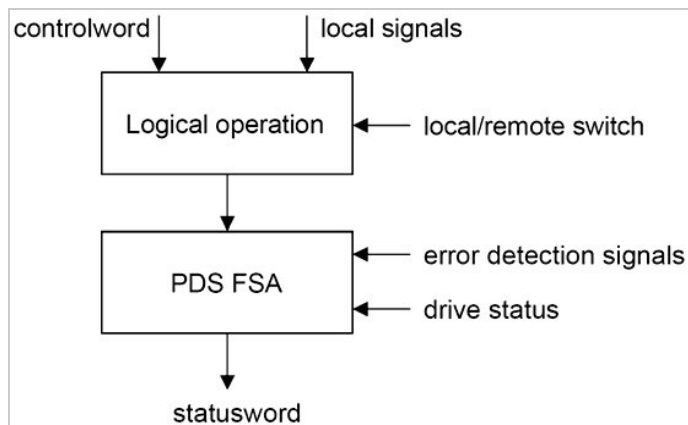 controlword
local signals
Logical operation
local/remote switch
error detection signals
PDS FSA
drive status
statusword